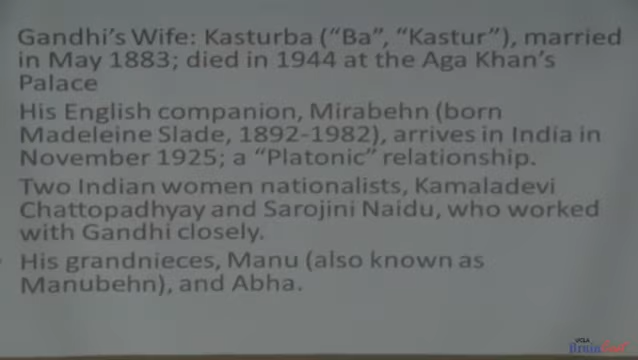 Gandhi's Wife: Kasturba ("Ba", "Kastur"), married
in May 1883; died in 1944 at the Aga Khan's
Palace
His English companion, Mirabehn (born
Madeleine Slade, 1892-1982), arrives in India in
November 1925; a "Platonic" relationship.
Two Indian women nationalists, Kamaladevi
Chattopadhyay and Sarojini Naidu, who worked
with Gandhi closely.
His grandnieces, Manu (also known as
Manubehn), and Abha.
UCLA